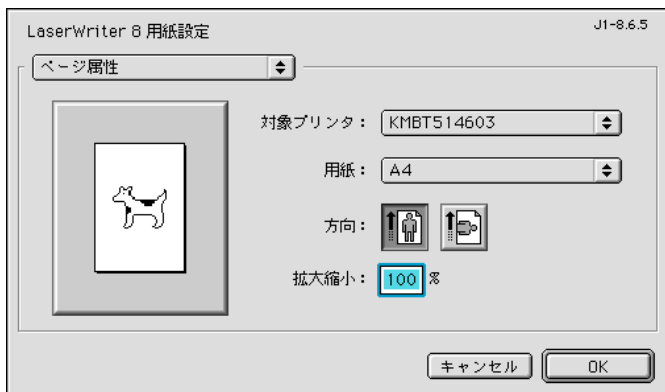 LaserWriter 8 用紙設定
J1-8.6.5
ページ属性
対象プリンタ： KMBT514603
用紙： A4
方向：
拡大縮小： 100 %
キャンセル OK